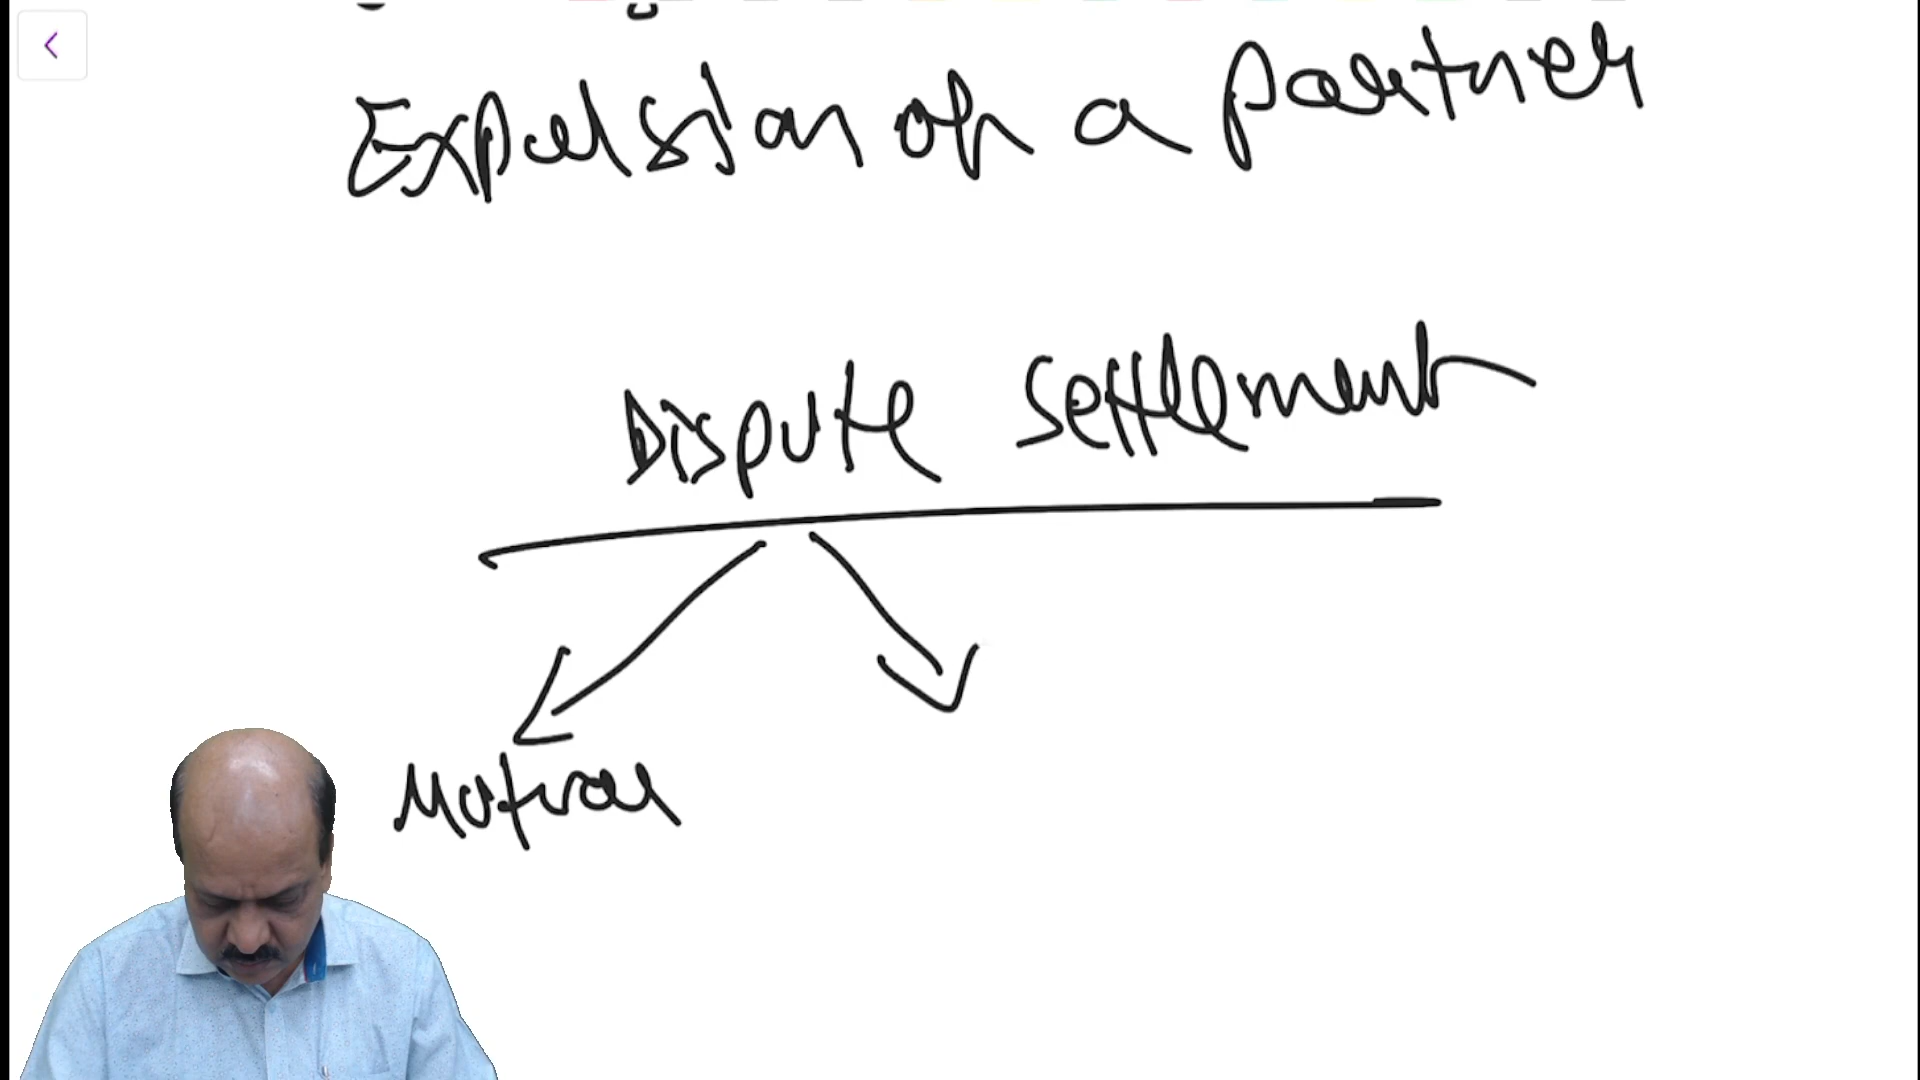 Expulsion of a partner
Dispute settlement
Mutual